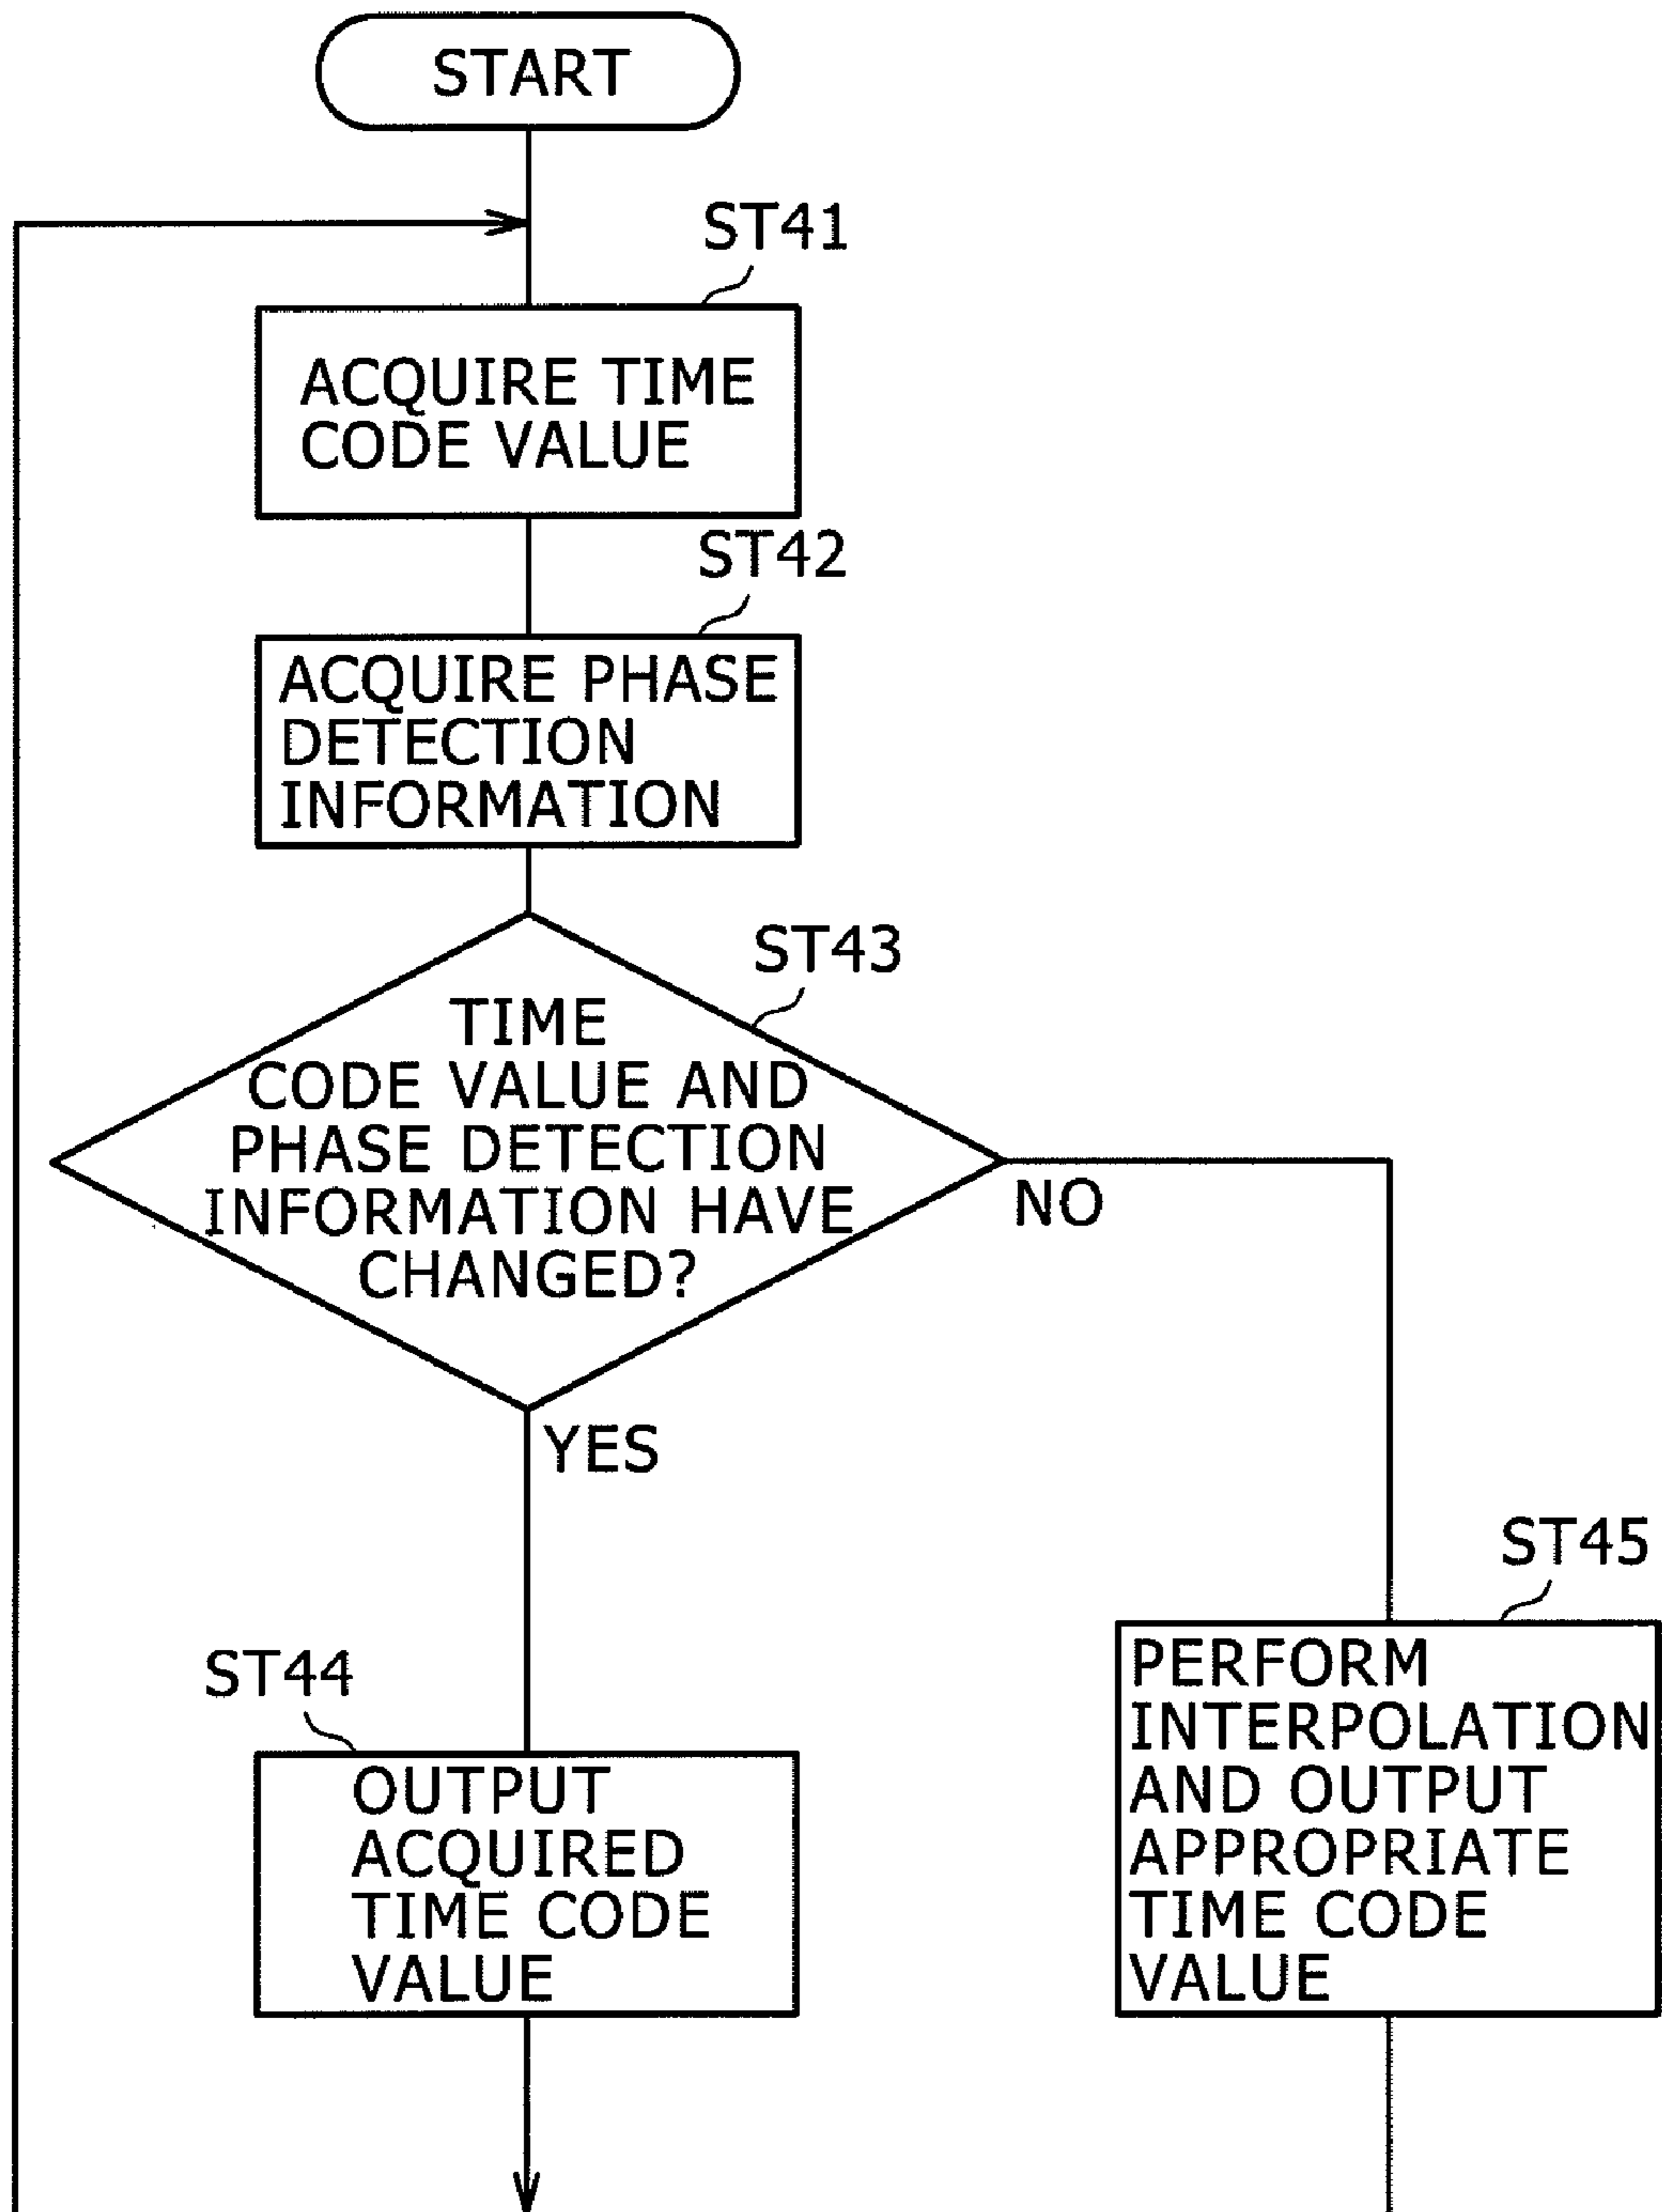 START
ST41
ACQUIRE TIME
CODE VALUE
ST42
ACQUIRE PHASE
DETECTION
INFORMATION
ST43
TIME
CODE VALUE AND
PHASE DETECTION
INFORMATION HAVE
CHANGED?
NO
YES
ST44
OUTPUT
ACQUIRED
TIME CODE
VALUE
ST45
PERFORM
INTERPOLATION
AND OUTPUT
APPROPRIATE
TIME CODE
VALUE